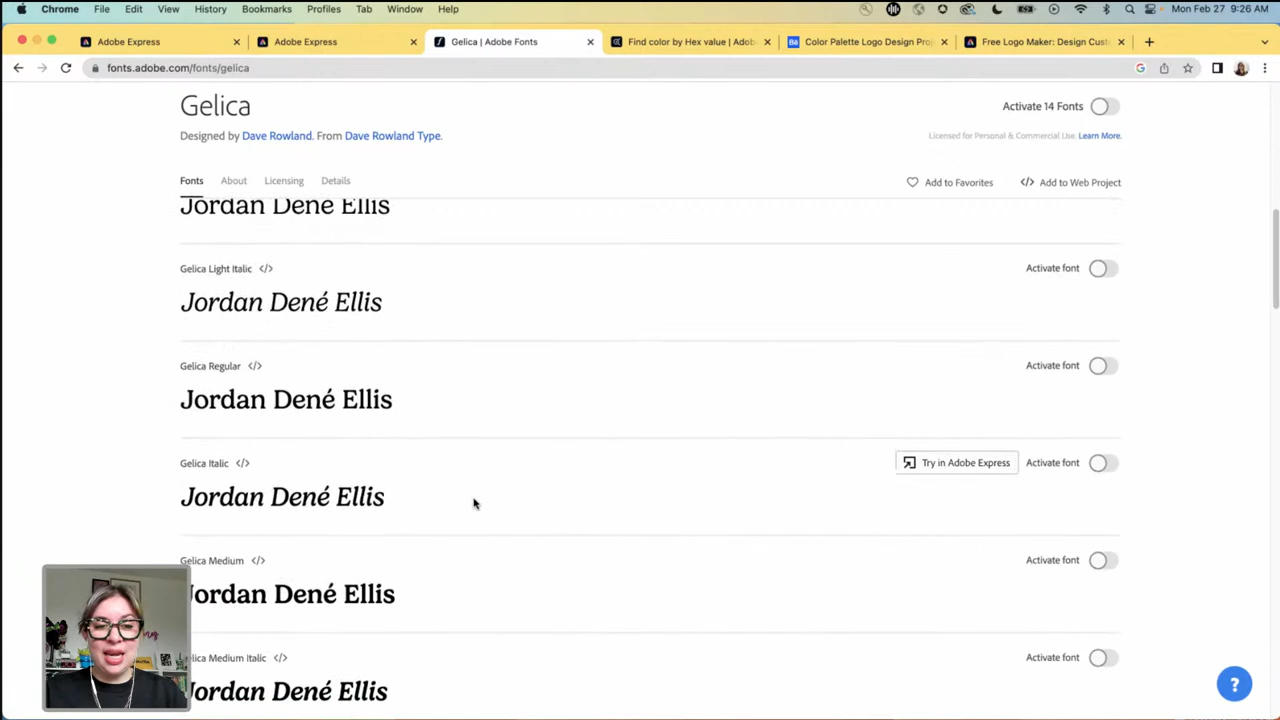 Chrome File Edit View History Bookmarks Profiles Tab Window Help Mon Feb 27 9:26 AM
Adobe Express Adobe Express Gelica | Adobe Fonts Find color by Hex value | Adob Color Palette Logo Design Proj Free Logo Maker: Design Cust
fonts.adobe.com/fonts/gelica
Gelica Activate 14 Fonts
Designed by Dave Rowland. From Dave Rowland Type. Licensed for Personal & Commercial Use. Learn More.
Fonts About Licensing Details Add to Favorites </> Add to Web Project
Jordan Dené Ellis
Gelica Light Italic </> Activate font
Jordan Dené Ellis
Gelica Regular </> Activate font
Jordan Dené Ellis
Gelica Italic </> Try in Adobe Express Activate font
Jordan Dené Ellis
Gelica Medium </> Activate font
Jordan Dené Ellis
Gelica Medium Italic </> Activate font
Jordan Dené Ellis
?